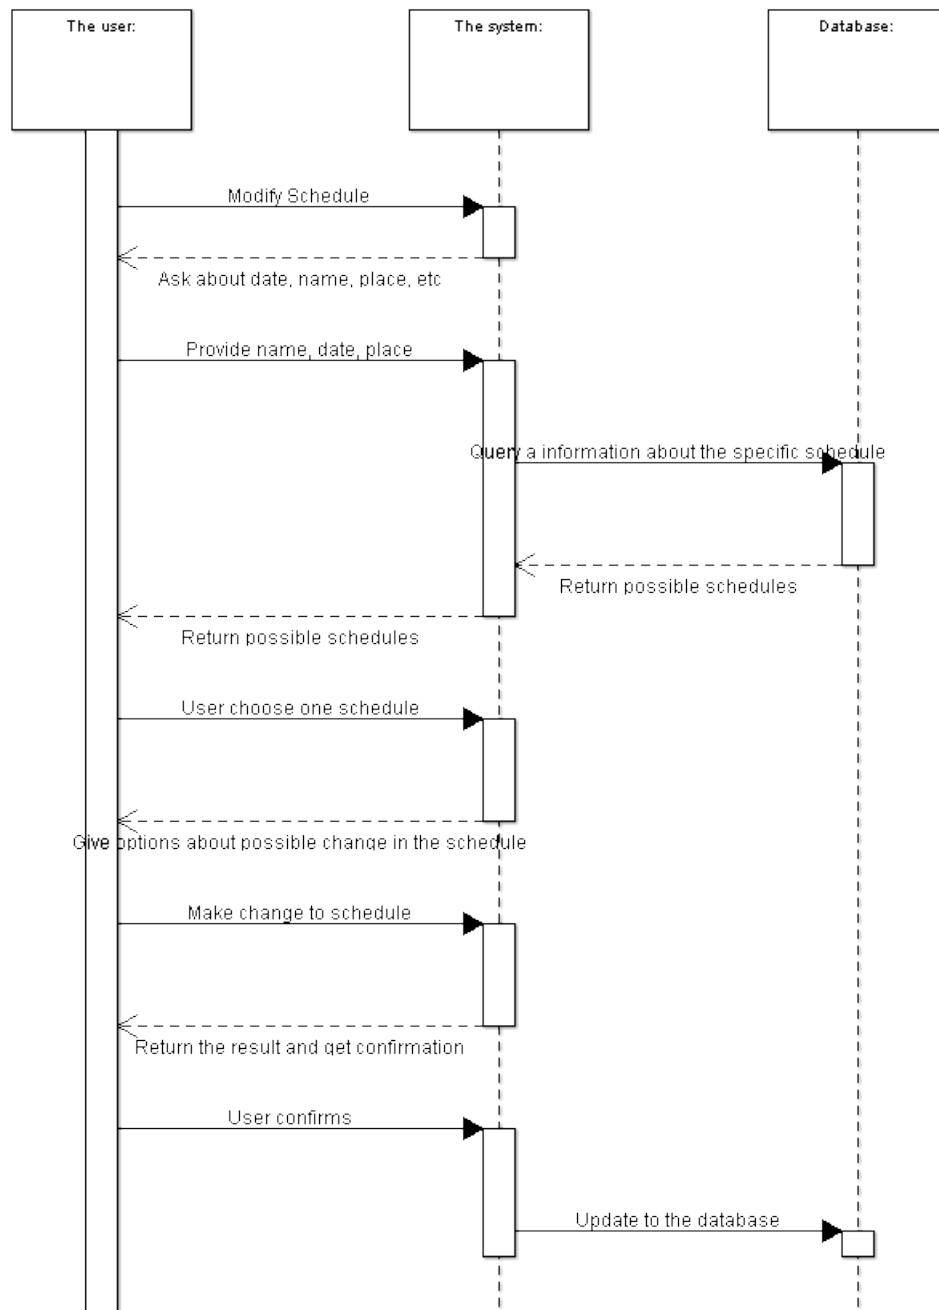 The user:
The system:
Database:
Modify Schedule
Ask about date, name, place, etc
Provide name, date, place
Query a information about the specific schedule
Return possible schedules
Return possible schedules
User choose one schedule
Give options about possible change in the schedule
Make change to schedule
Return the result and get confirmation
User confirms
Update to the database